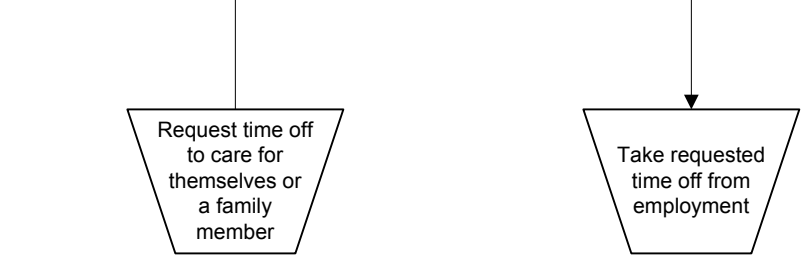 Request time off
to care for
themselves or
a family
member
Take requested
time off from
employment